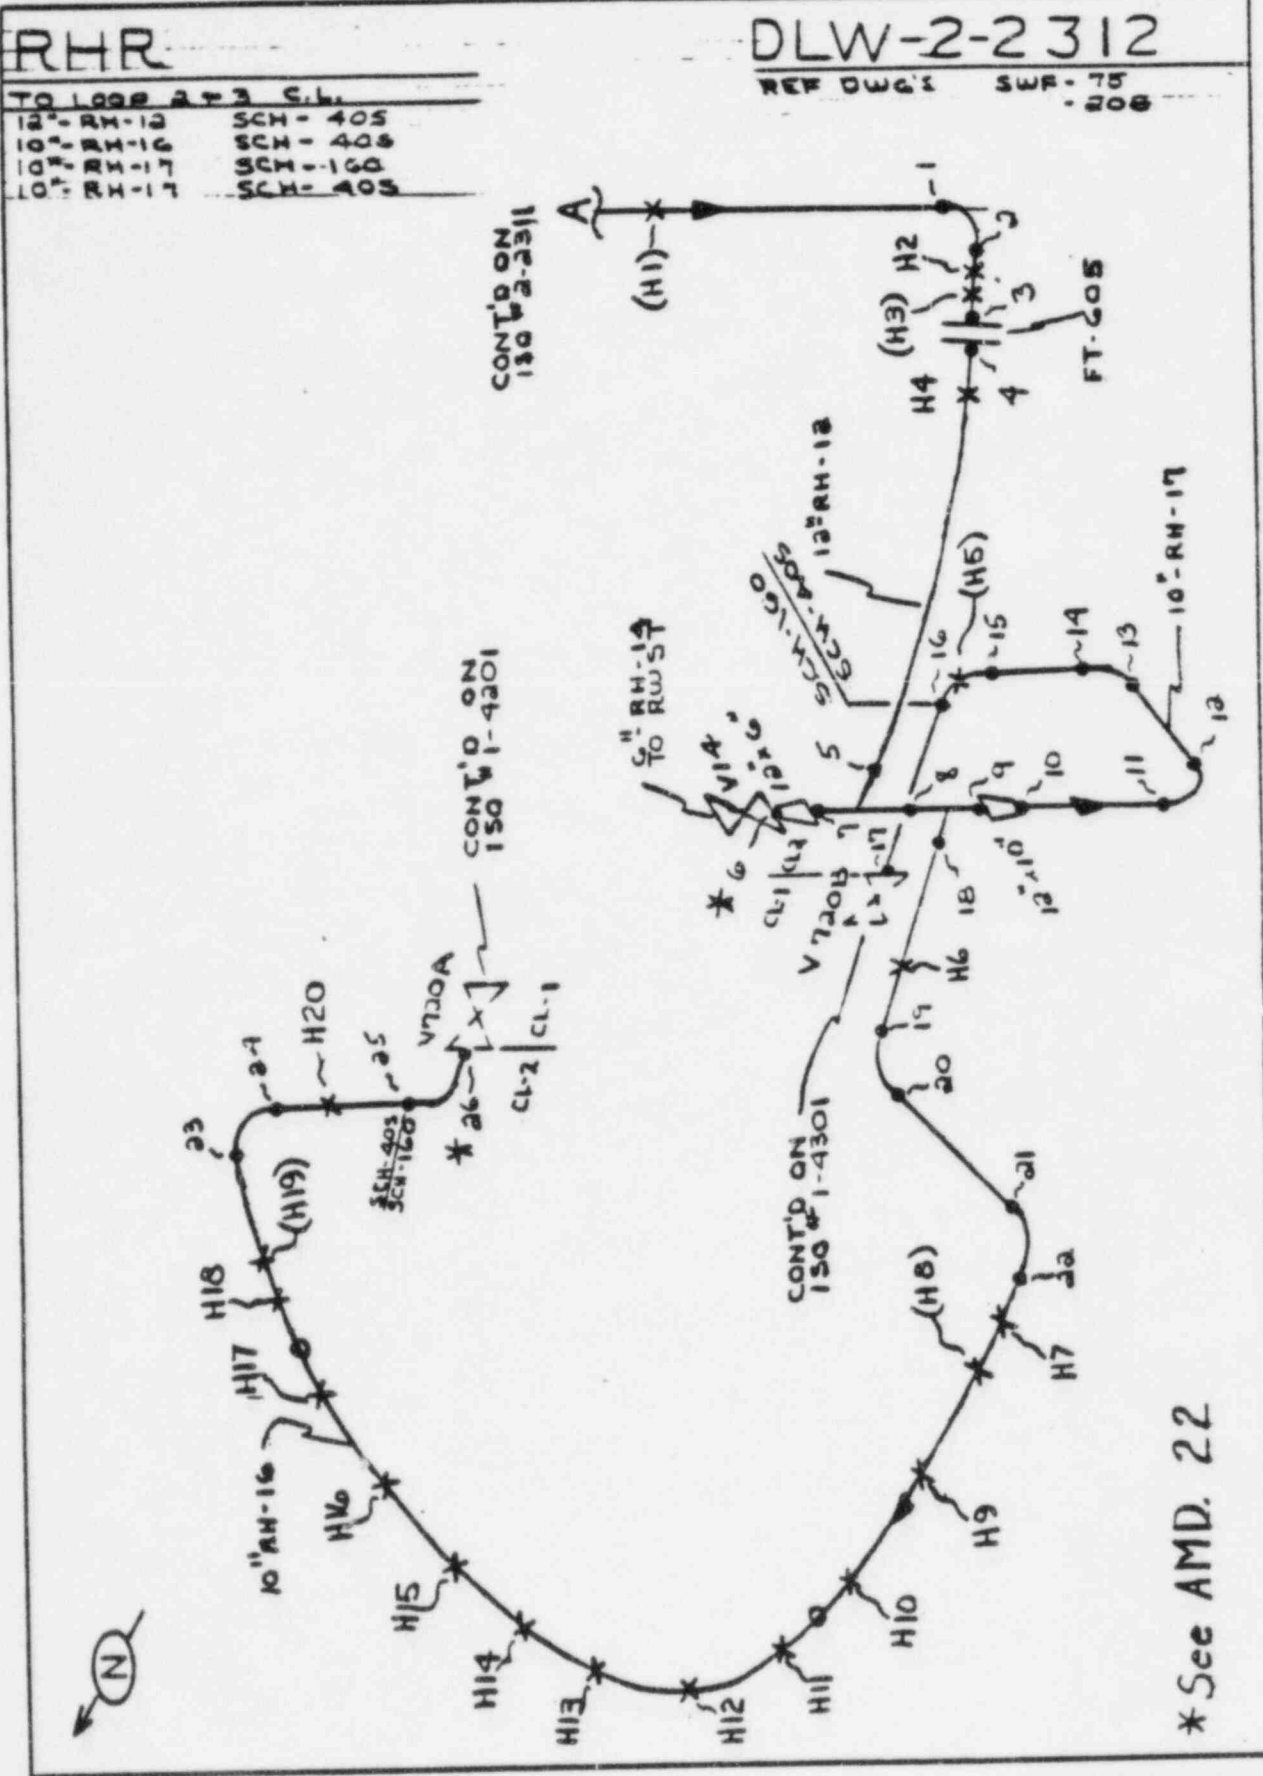 RHR
DLW-2-2312
REF DWG'S SWF-75
-208
TO LOOP 2 & 3 C.L.
12"-RH-12 SCH-40S
10"-RH-16 SCH-40S
10"-RH-17 SCH-160
10"-RH-17 SCH-40S
CONT'D ON
ISO # 2-2311
A
(H1)
1
2
H2
(H3)
3
FT-605
4
H4
12"RH-12
SCH-160
SCH-40S
(H5)
16
15
14
13
10"-RH-17
12
11
10
9
8
12"x10"
5
6"-RH-14
TO RWST
V14
12"x6"
* 6
7
CL-1
CL2
V720B
17
18
H6
19
20
21
22
CONT'D ON
ISO # 1-4301
CONT'D ON
ISO # 1-4201
V720A
CL-2
CL-1
* 26
25
SCH-40S
SCH-160
H20
24
23
(H19)
H18
H17
10"RH-16
H16
H15
H14
H13
H12
H11
H10
H9
(H8)
H7
N
*See AMD. 22